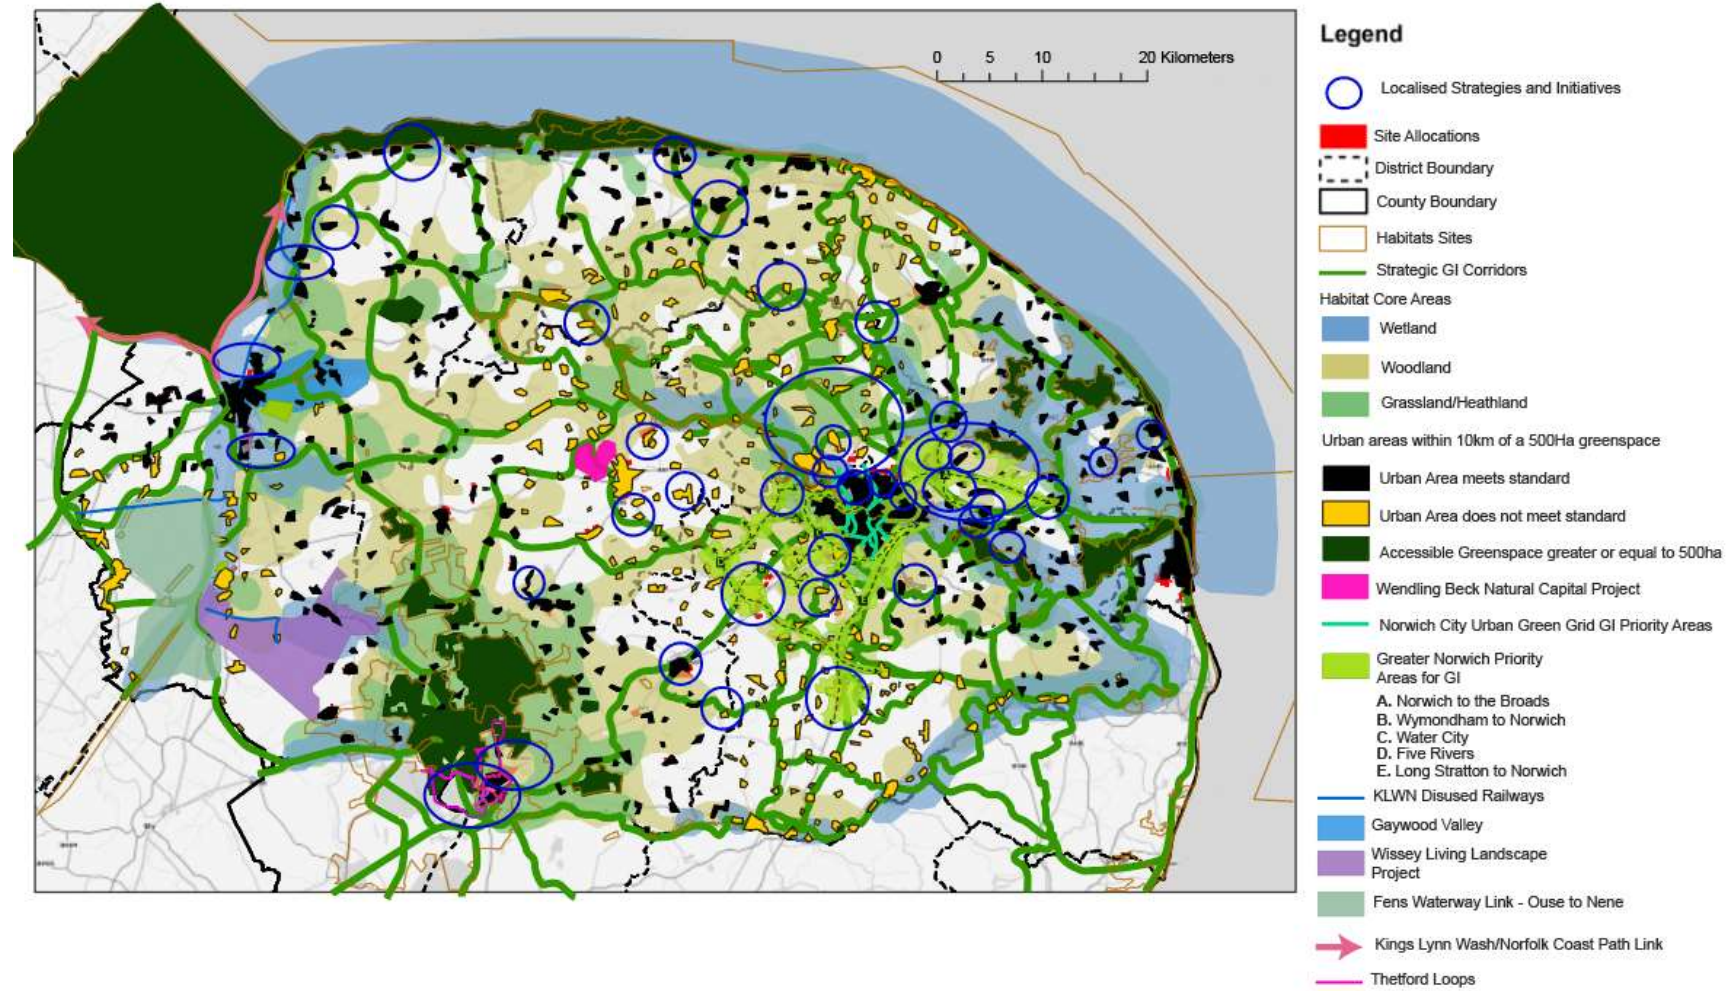 Legend
0 5 10 20 Kilometers
Localised Strategies and Initiatives
Site Allocations
District Boundary
County Boundary
Habitats Sites
Strategic GI Corridors
Habitat Core Areas
Wetland
Woodland
Grassland/Heathland
Urban areas within 10km of a 500Ha greenspace
Urban Area meets standard
Urban Area does not meet standard
Accessible Greenspace greater or equal to 500ha
Wendling Beck Natural Capital Project
Norwich City Urban Green Grid GI Priority Areas
Greater Norwich Priority
Areas for GI
A. Norwich to the Broads
B. Wymondham to Norwich
C. Water City
D. Five Rivers
E. Long Stratton to Norwich
KLWN Disused Railways
Gaywood Valley
Wissey Living Landscape
Project
Fens Waterway Link - Ouse to Nene
Kings Lynn Wash/Norfolk Coast Path Link
Thetford Loops